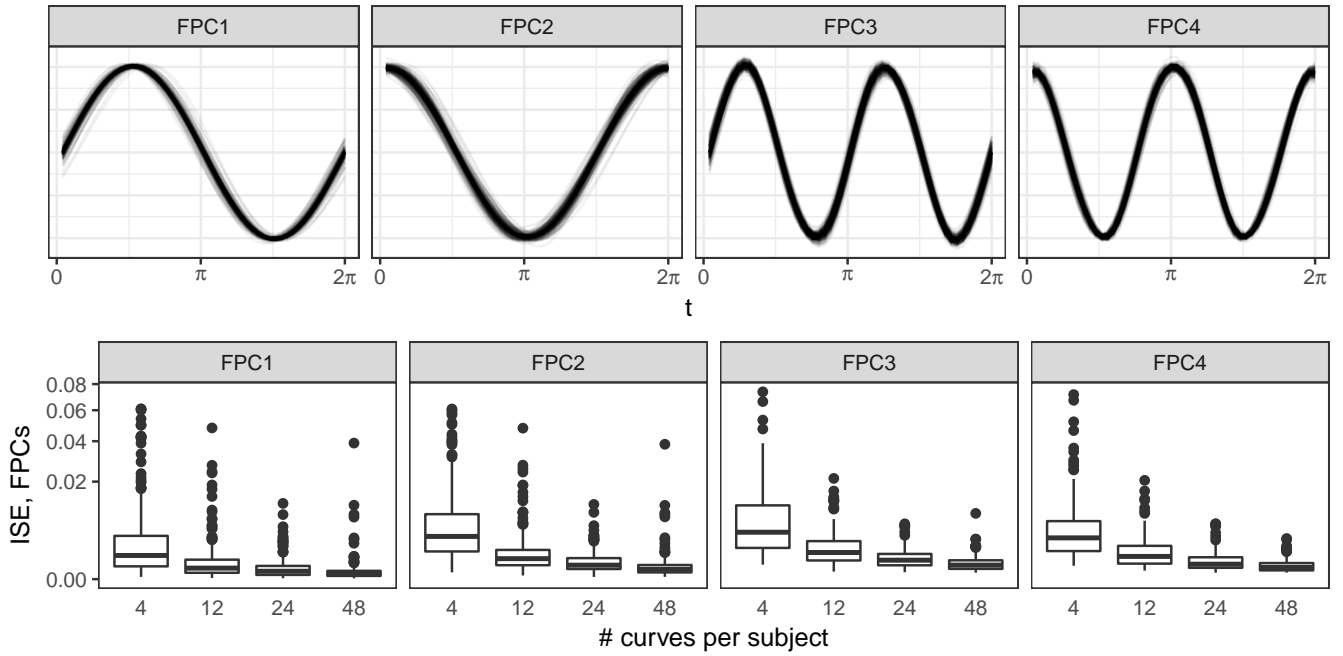 FPC1 FPC2 FPC3 FPC4
0 π 2π 0 π 2π 0 π 2π 0 π 2π
t
FPC1 FPC2 FPC3 FPC4
0.08
0.06
0.04
0.02
0.00
ISE, FPCs
4 12 24 48 4 12 24 48 4 12 24 48 4 12 24 48
# curves per subject